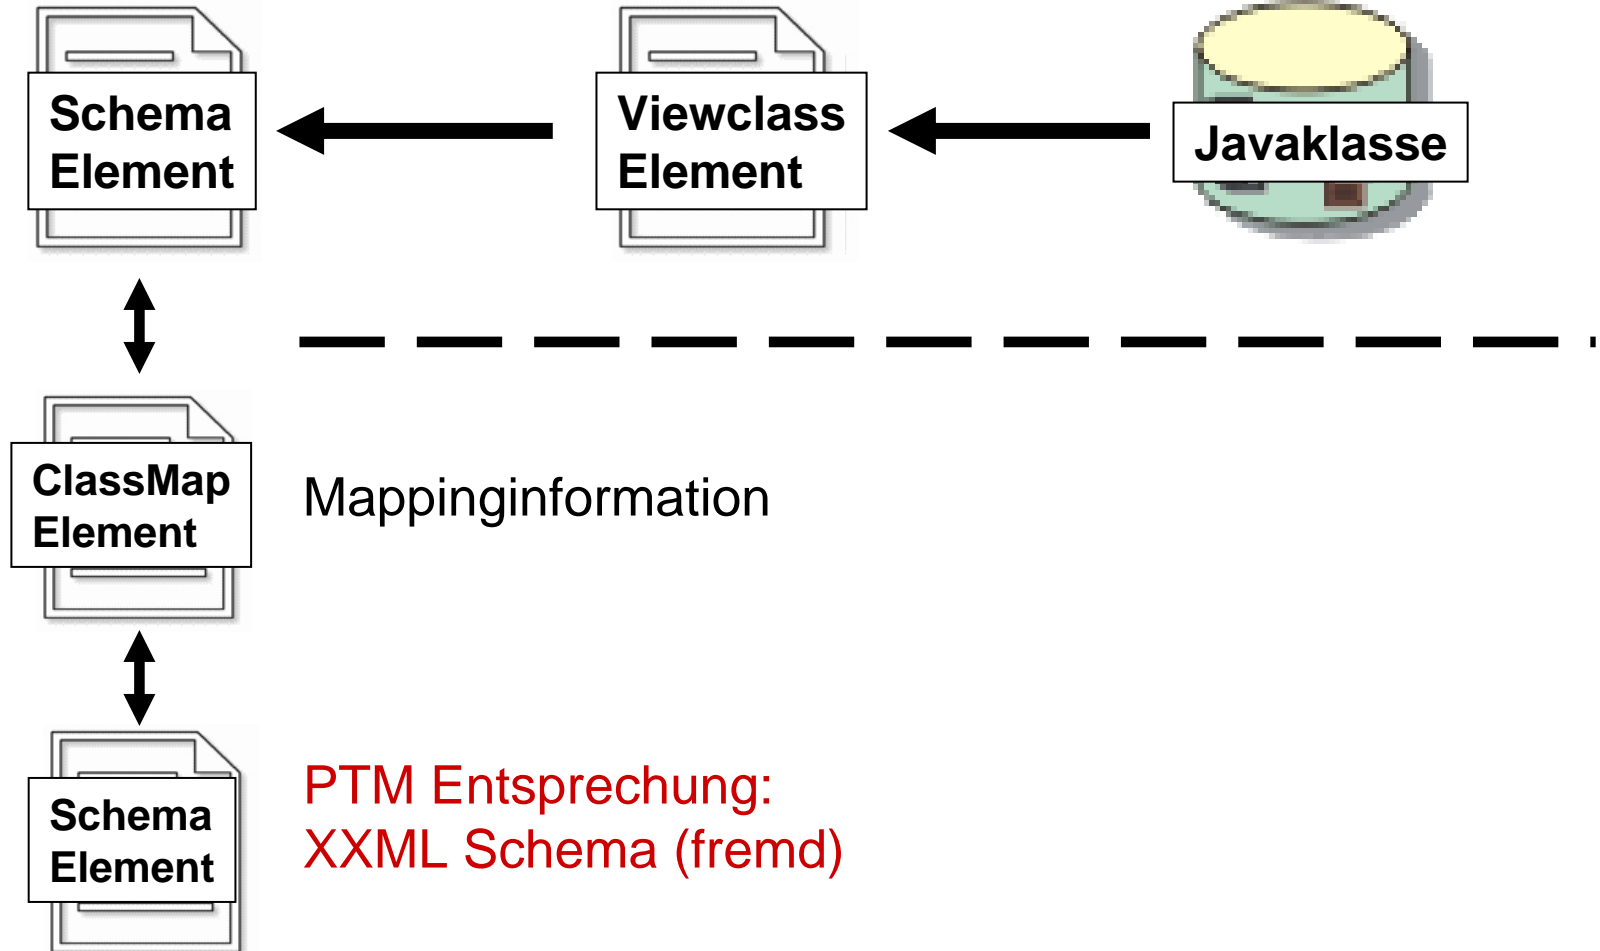 Schema
Element
Viewclass
Element
Javaklasse
ClassMap
Element
Mappinginformation
Schema
Element
PTM Entsprechung:
XXML Schema (fremd)